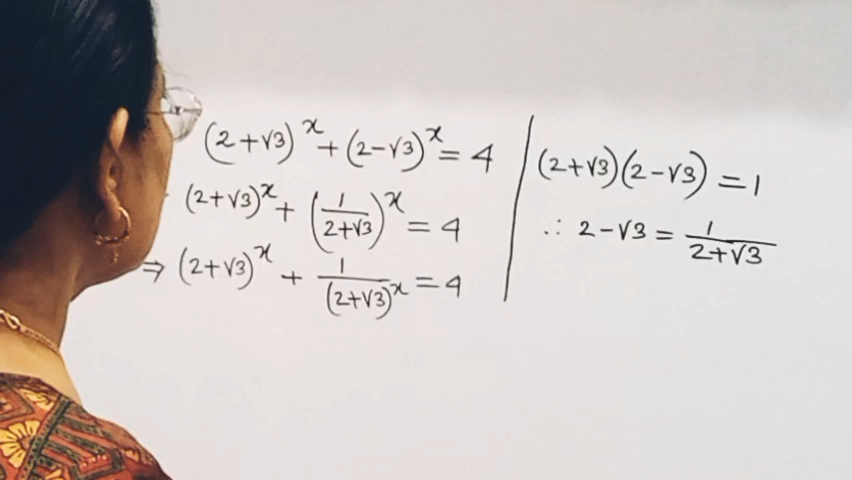 (2+√3)^x + (2-√3)^x = 4
(2+√3)^x + (1/(2+√3))^x = 4
⇒ (2+√3)^x + 1/(2+√3)^x = 4
(2+√3)(2-√3) = 1
∴ 2-√3 = 1/(2+√3)